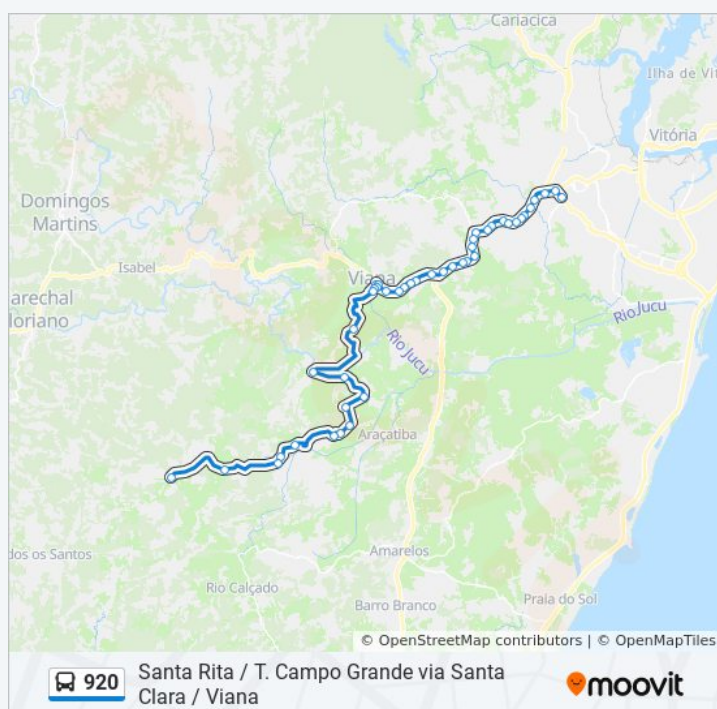 Cariacica
Ilha de Vit
Vitória
Domingos
Martins
Isabel
Viana
arechal
loriano
Rio Jucu
Rio Jucu
Araçatiba
dos os Santos
Amarelos
Rio Calçado
Barro Branco
Praia do Sol
© OpenStreetMap contributors | © OpenMapTiles
920
Santa Rita / T. Campo Grande via Santa
Clara / Viana
moovit